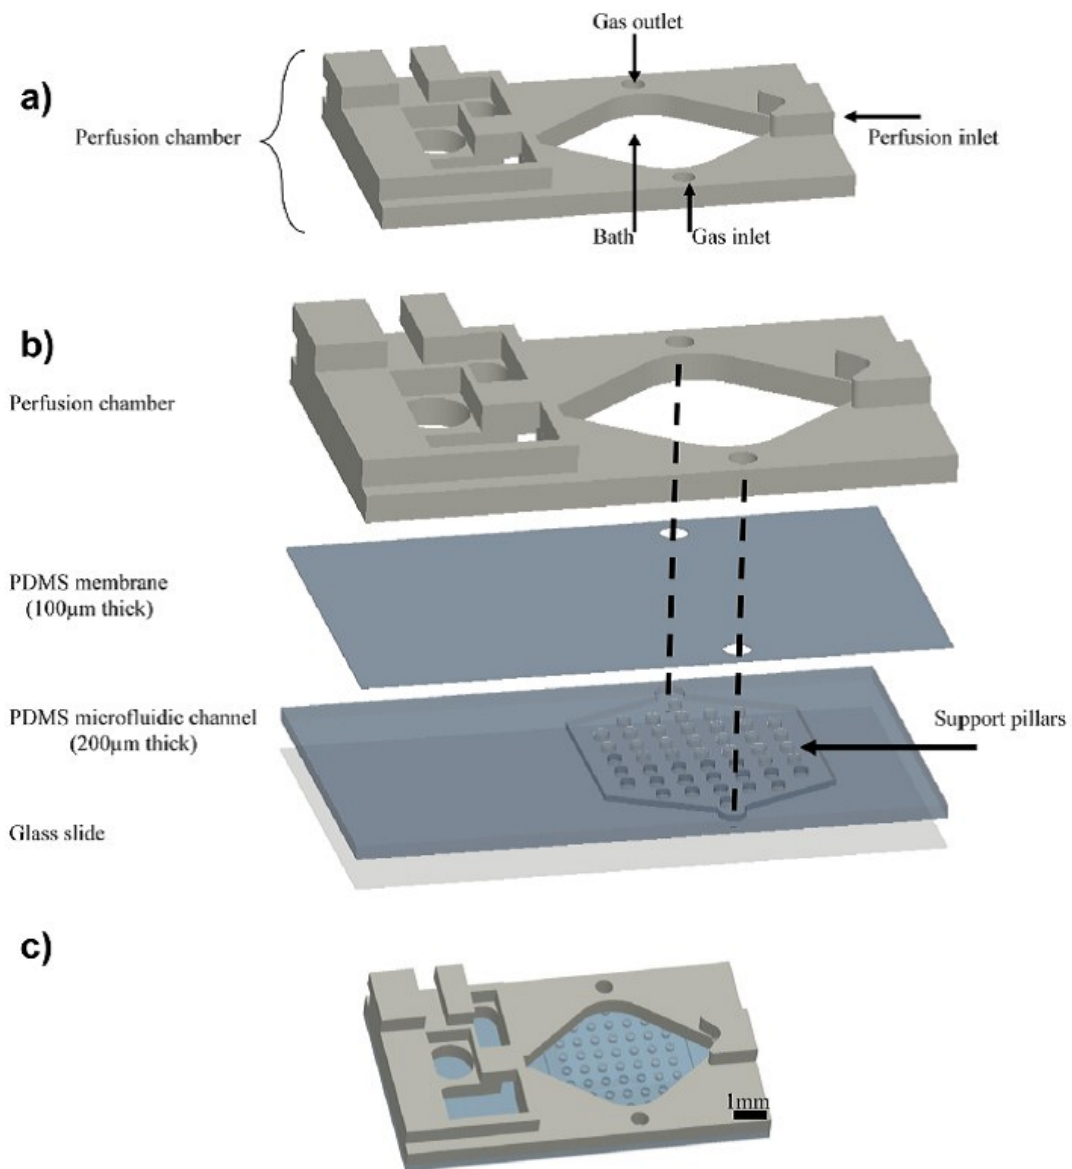 Gas outlet
a)
Perfusion chamber
Perfusion inlet
Bath
Gas inlet
b)
Perfusion chamber
PDMS membrane
(100µm thick)
PDMS microfluidic channel
(200µm thick)
Support pillars
Glass slide
c)
1mm